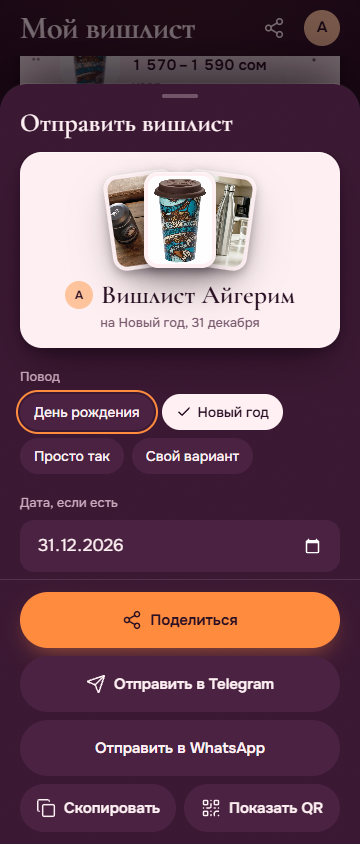 Мой вишлист
A
1 570 – 1 590 сом
Отправить вишлист
A Вишлист Айгерим
на Новый год, 31 декабря
Повод
День рождения
Новый год
Просто так
Свой вариант
Дата, если есть
31.12.2026
Поделиться
Отправить в Telegram
Отправить в WhatsApp
Скопировать
Показать QR